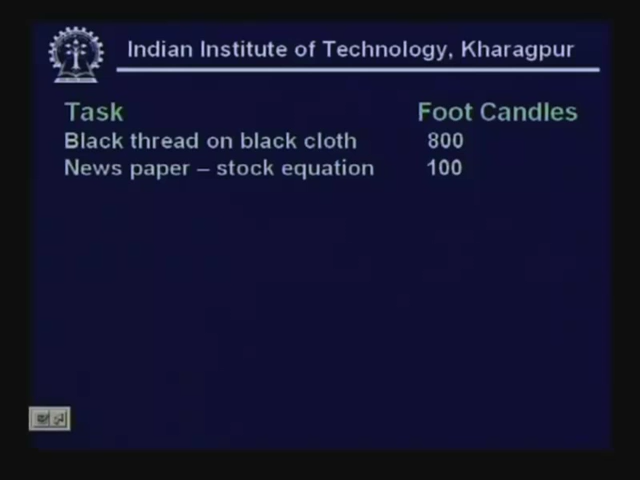 Indian Institute of Technology, Kharagpur
Task Foot Candles
Black thread on black cloth 800
News paper – stock equation 100